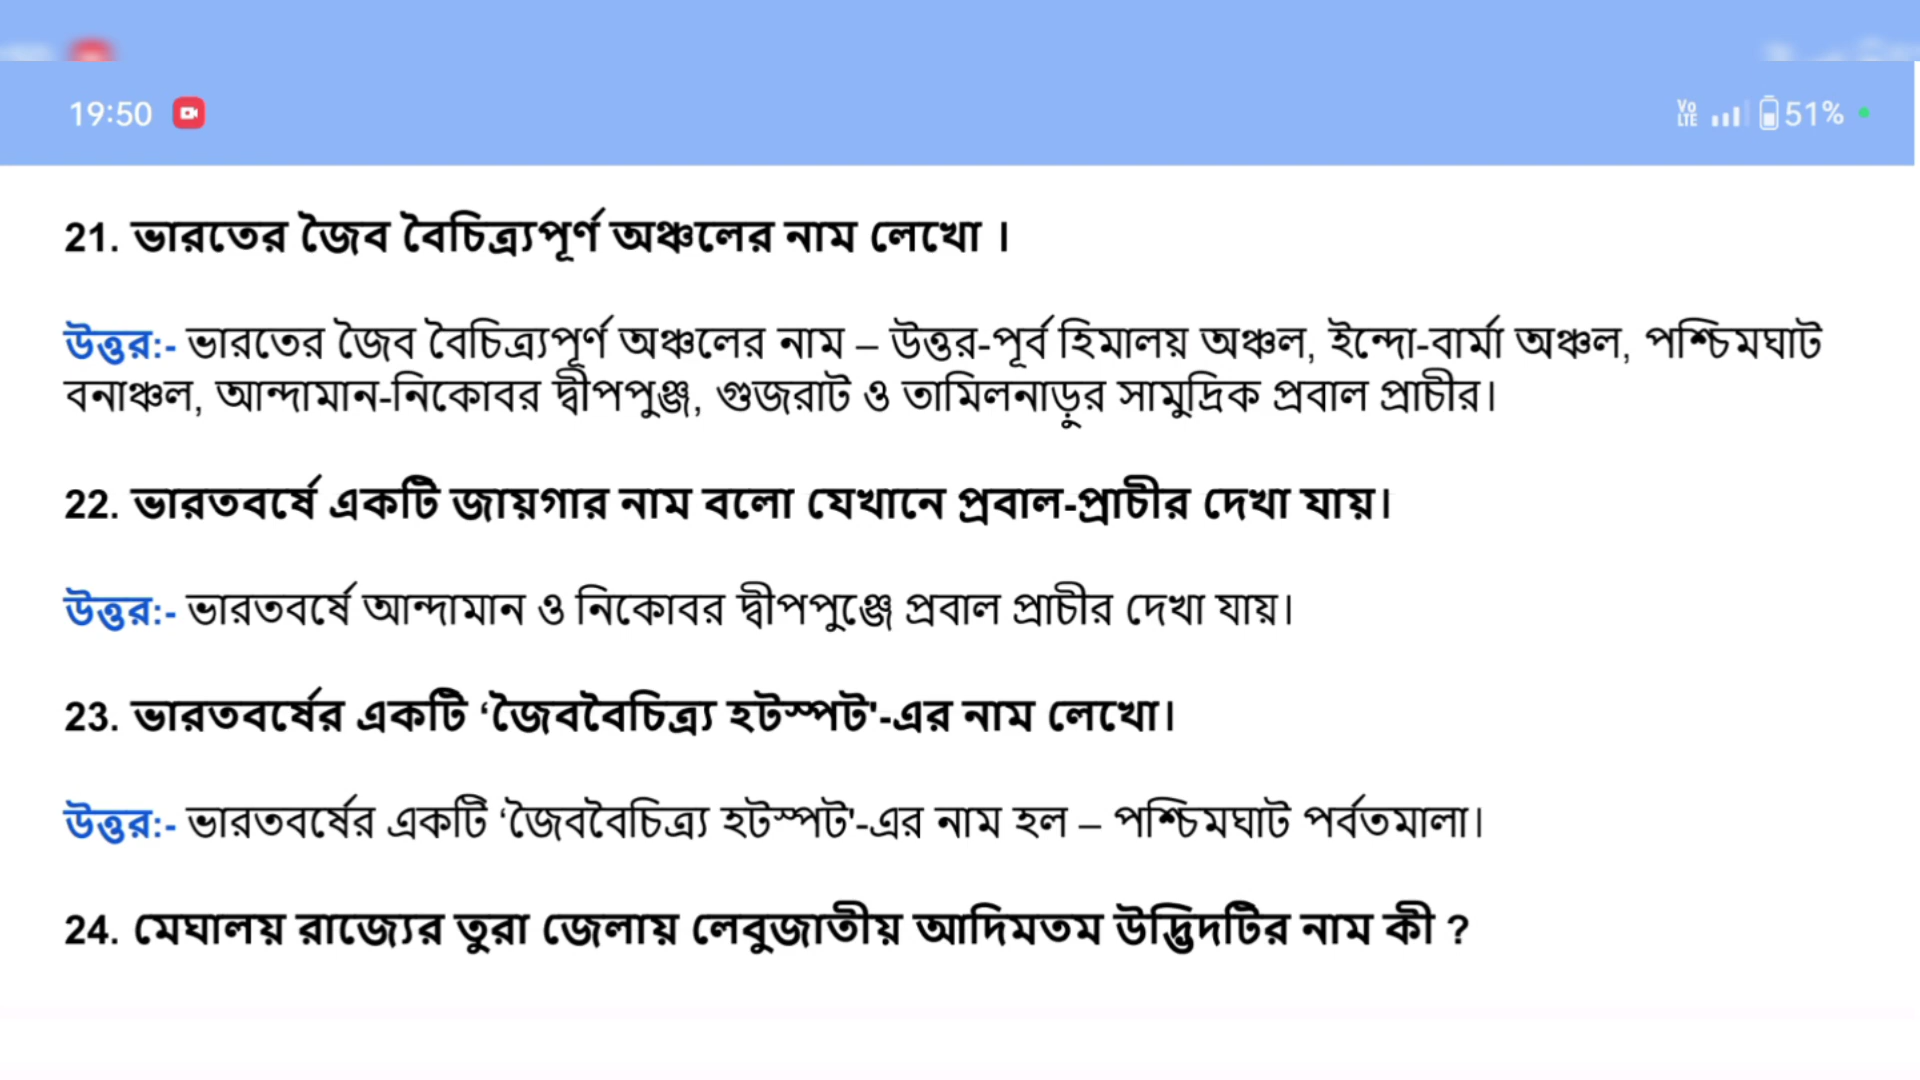 19:50
Vo LTE 51%
21. ভারতের জৈব বৈচিত্র্যপূর্ণ অঞ্চলের নাম লেখো ।
উত্তর:- ভারতের জৈব বৈচিত্র্যপূর্ণ অঞ্চলের নাম – উত্তর-পূর্ব হিমালয় অঞ্চল, ইন্দো-বার্মা অঞ্চল, পশ্চিমঘাট
বনাঞ্চল, আন্দামান-নিকোবর দ্বীপপুঞ্জ, গুজরাট ও তামিলনাড়ুর সামুদ্রিক প্রবাল প্রাচীর।
22. ভারতবর্ষে একটি জায়গার নাম বলো যেখানে প্রবাল-প্রাচীর দেখা যায়।
উত্তর:- ভারতবর্ষে আন্দামান ও নিকোবর দ্বীপপুঞ্জে প্রবাল প্রাচীর দেখা যায়।
23. ভারতবর্ষের একটি ‘জৈববৈচিত্র্য হটস্পট'-এর নাম লেখো।
উত্তর:- ভারতবর্ষের একটি ‘জৈববৈচিত্র্য হটস্পট'-এর নাম হল – পশ্চিমঘাট পর্বতমালা।
24. মেঘালয় রাজ্যের তুরা জেলায় লেবুজাতীয় আদিমতম উদ্ভিদটির নাম কী ?